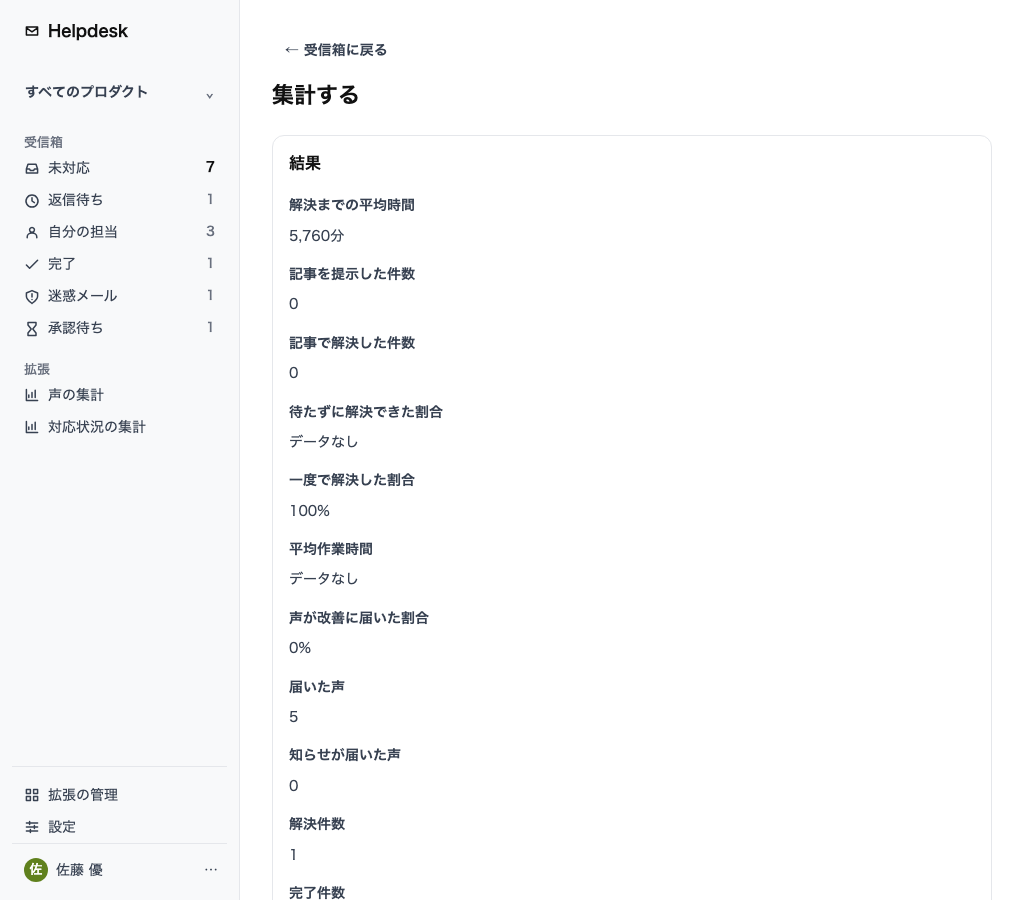 Helpdesk
すべてのプロダクト
受信箱
未対応 7
返信待ち 1
自分の担当 3
完了 1
迷惑メール 1
承認待ち 1
拡張
声の集計
対応状況の集計
拡張の管理
設定
佐 佐藤 優 …
← 受信箱に戻る
集計する
結果
解決までの平均時間
5,760分
記事を提示した件数
0
記事で解決した件数
0
待たずに解決できた割合
データなし
一度で解決した割合
100%
平均作業時間
データなし
声が改善に届いた割合
0%
届いた声
5
知らせが届いた声
0
解決件数
1
完了件数